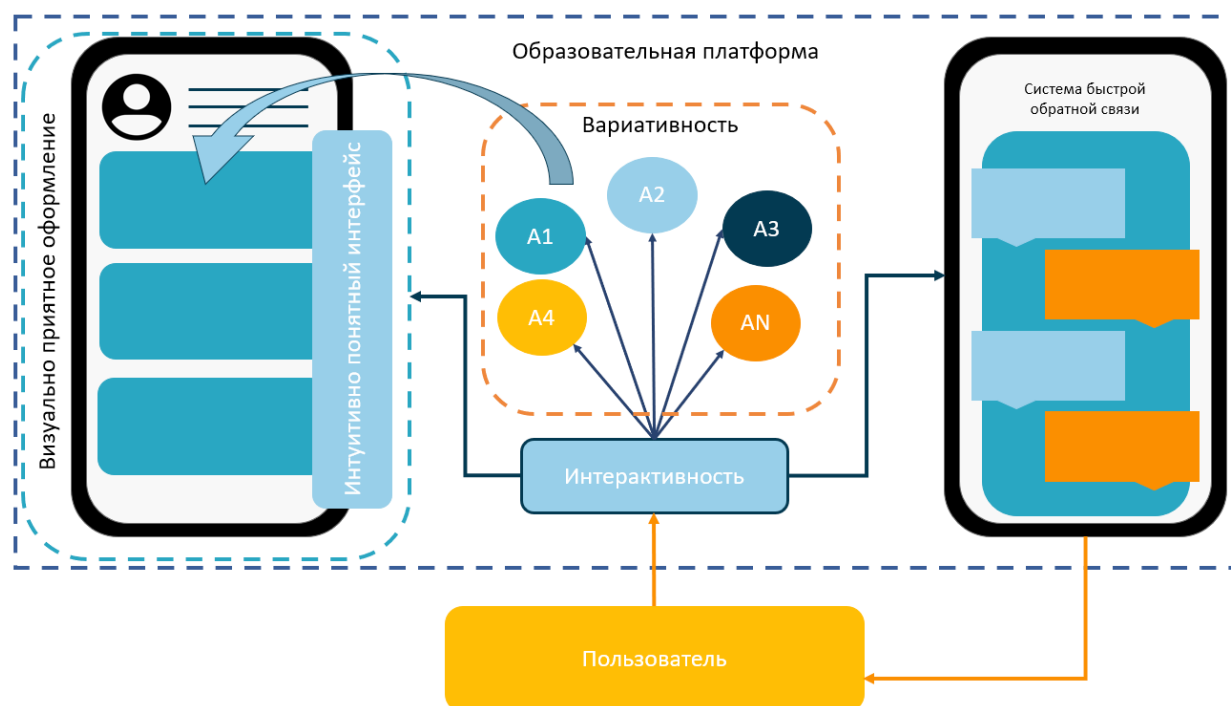 Образовательная платформа
Визуально приятное оформление
Интуитивно понятный интерфейс
Вариативность
A1
A2
A3
A4
AN
Интерактивность
Система быстрой
обратной связи
Пользователь